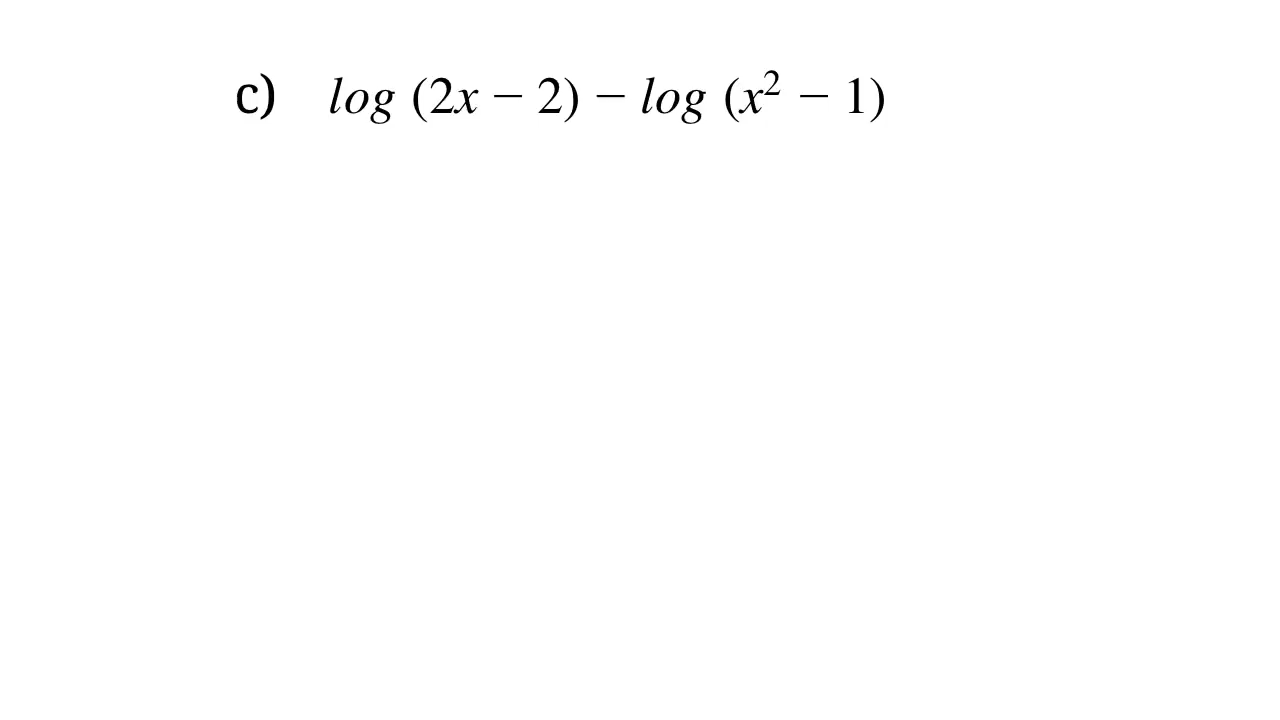 c) log (2x − 2) − log (x² − 1)